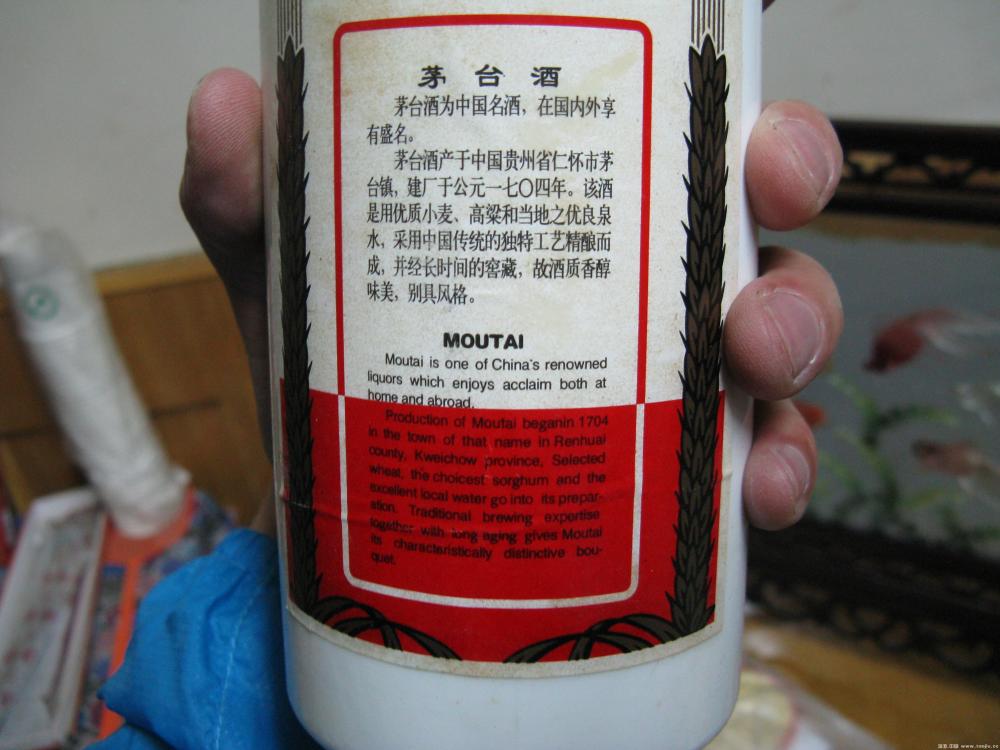 茅台酒
茅台酒为中国名酒，在国内外享
有盛名。
茅台酒产于中国贵州省仁怀市茅
台镇，建厂于公元一七〇四年。该酒
是用优质小麦、高梁和当地之优良泉
水，采用中国传统的独特工艺精酿而
成，并经长时间的窖藏，故酒质香醇
味美，别具风格。
MOUTAI
Moutai is one of China's renowned
liquors which enjoys acclaim both at
home and abroad.
Production of Moutai beganin 1704
in the town of that name in Renhuai
county, Kweichow province, Selected
wheat, the choicest sorghum and the
excellent local water go into its prepar-
ation. Traditional brewing expertise
together with long aging gives Moutai
its characteristically distinctive bou-
quet.